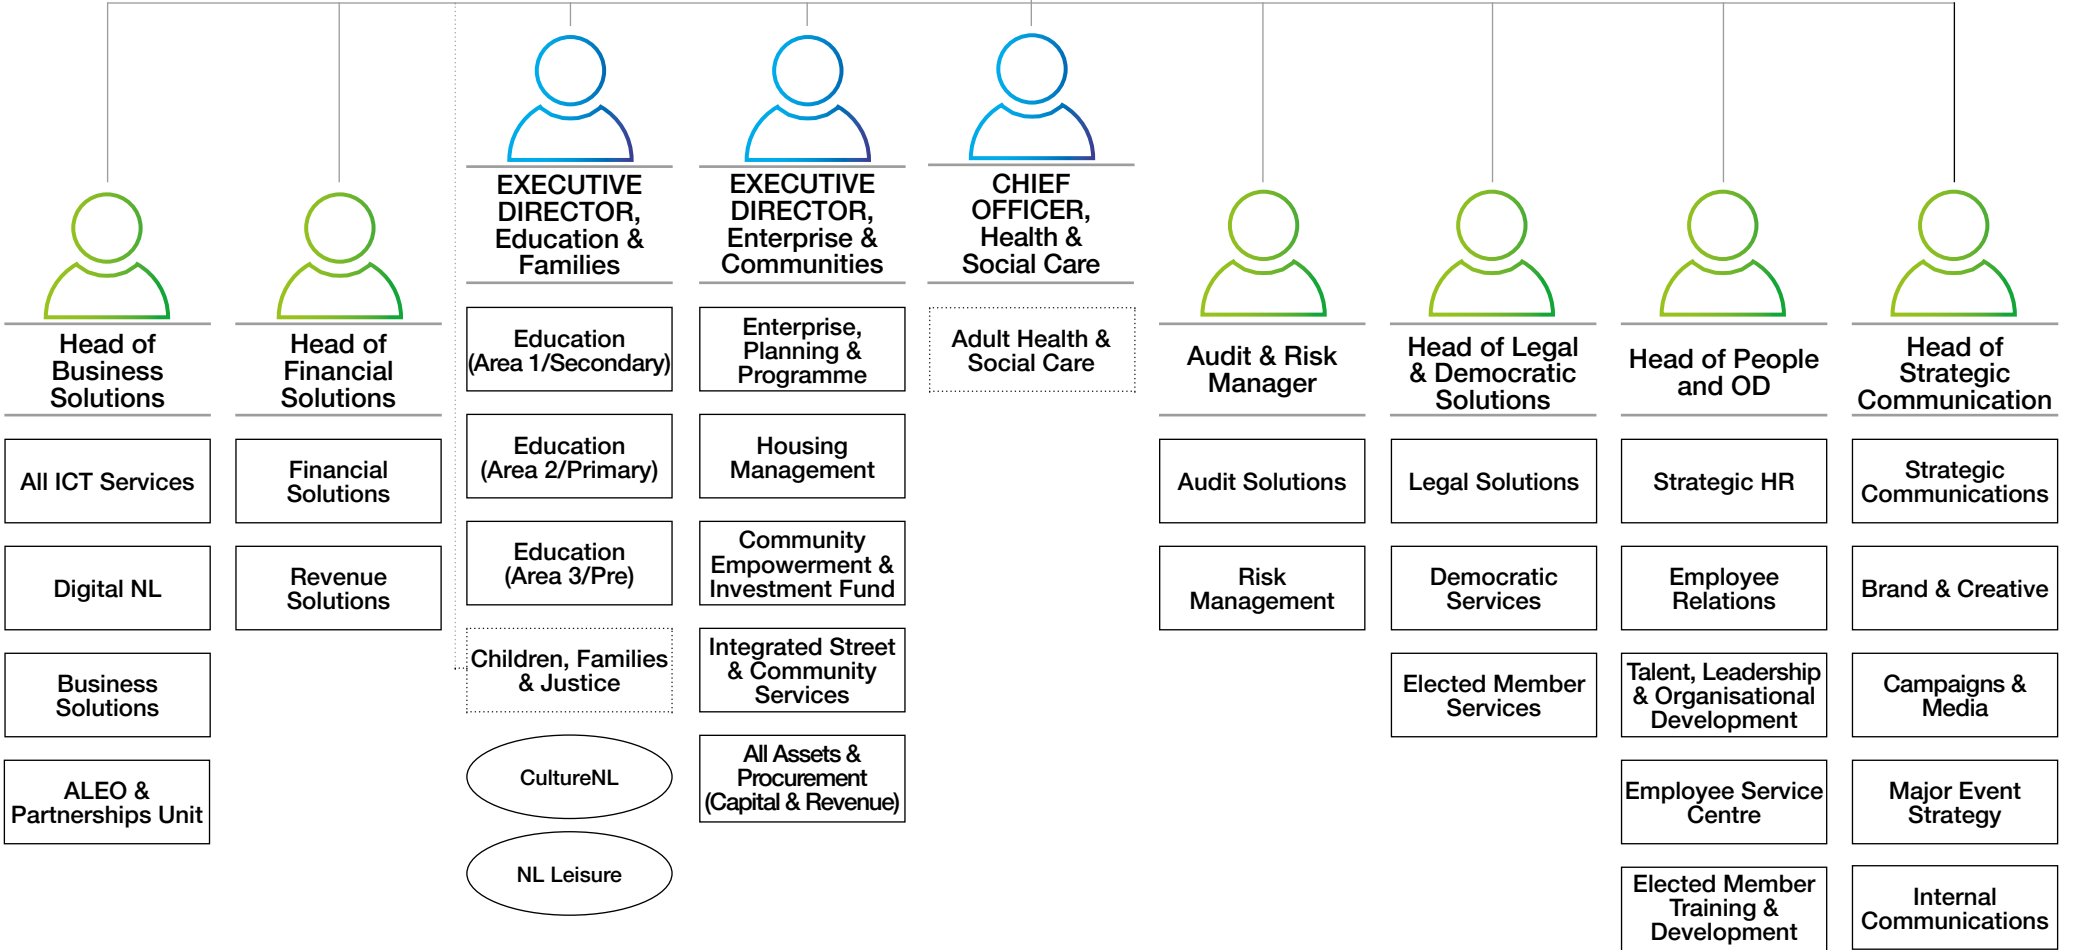 Head of
Business
Solutions
All ICT Services
Digital NL
Business
Solutions
ALEO &
Partnerships Unit
Head of
Financial
Solutions
Financial
Solutions
Revenue
Solutions
EXECUTIVE
DIRECTOR,
Education &
Families
Education
(Area 1/Secondary)
Education
(Area 2/Primary)
Education
(Area 3/Pre)
Children, Families
& Justice
CultureNL
NL Leisure
EXECUTIVE
DIRECTOR,
Enterprise &
Communities
Enterprise,
Planning &
Programme
Housing
Management
Community
Empowerment &
Investment Fund
Integrated Street
& Community
Services
All Assets &
Procurement
(Capital & Revenue)
CHIEF
OFFICER,
Health &
Social Care
Adult Health &
Social Care
Audit & Risk
Manager
Audit Solutions
Risk
Management
Head of Legal
& Democratic
Solutions
Legal Solutions
Democratic
Services
Elected Member
Services
Head of People
and OD
Strategic HR
Employee
Relations
Talent, Leadership
& Organisational
Development
Employee Service
Centre
Elected Member
Training &
Development
Head of
Strategic
Communication
Strategic
Communications
Brand & Creative
Campaigns &
Media
Major Event
Strategy
Internal
Communications